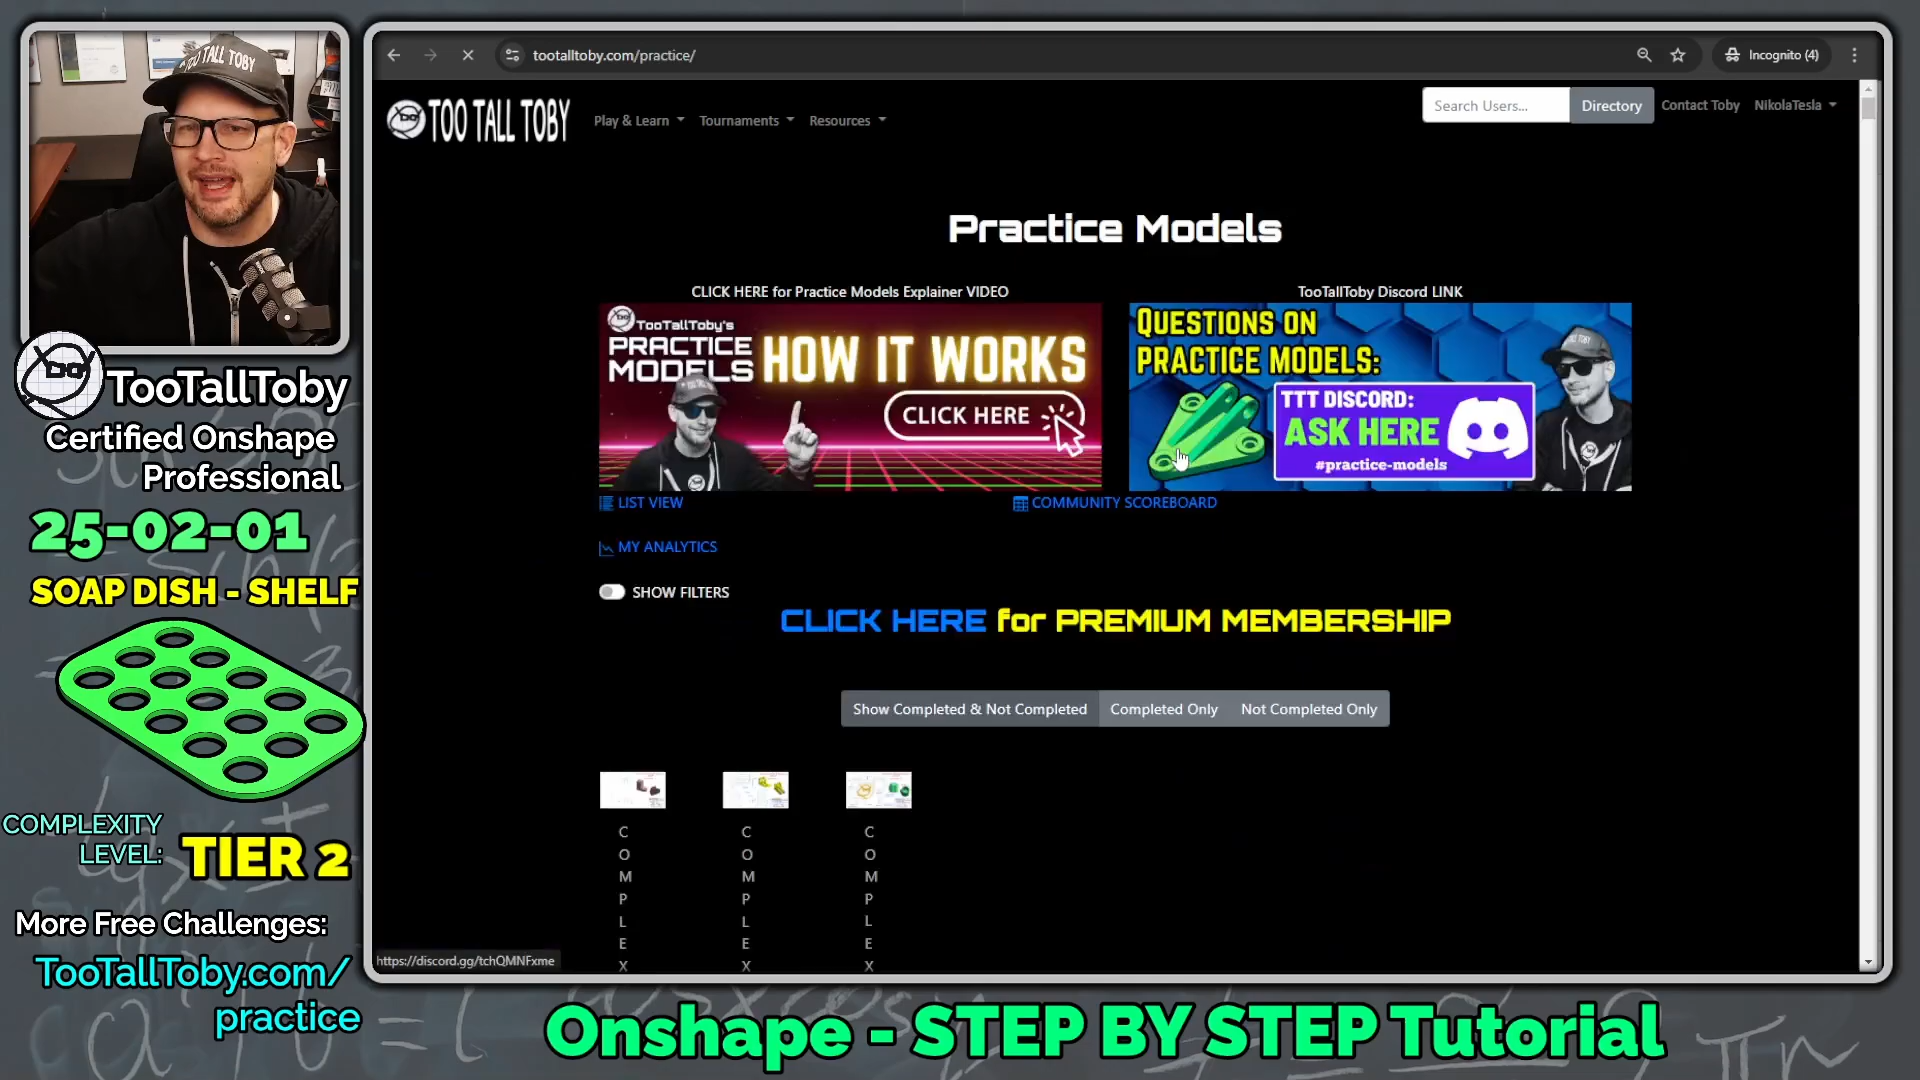 TOO TALL TOBY
TooTallToby
Certified Onshape
Professional
25-02-01
SOAP DISH - SHELF
COMPLEXITY
LEVEL:
TIER 2
More Free Challenges:
TooTallToby.com/
practice
tootalltoby.com/practice/
Incognito (4)
TOO TALL TOBY
Play & Learn
Tournaments
Resources
Search Users...
Directory
Contact Toby
NikolaTesla
Practice Models
CLICK HERE for Practice Models Explainer VIDEO
TooTallToby Discord LINK
TooTallToby's
PRACTICE
MODELS
HOW IT WORKS
CLICK HERE
QUESTIONS ON
PRACTICE MODELS:
TTT DISCORD:
ASK HERE
#practice-models
LIST VIEW
COMMUNITY SCOREBOARD
MY ANALYTICS
SHOW FILTERS
CLICK HERE for PREMIUM MEMBERSHIP
Show Completed & Not Completed
Completed Only
Not Completed Only
C
O
M
P
L
E
X
C
O
M
P
L
E
X
C
O
M
P
L
E
X
https://discord.gg/tchQMNFxme
Onshape - STEP BY STEP Tutorial